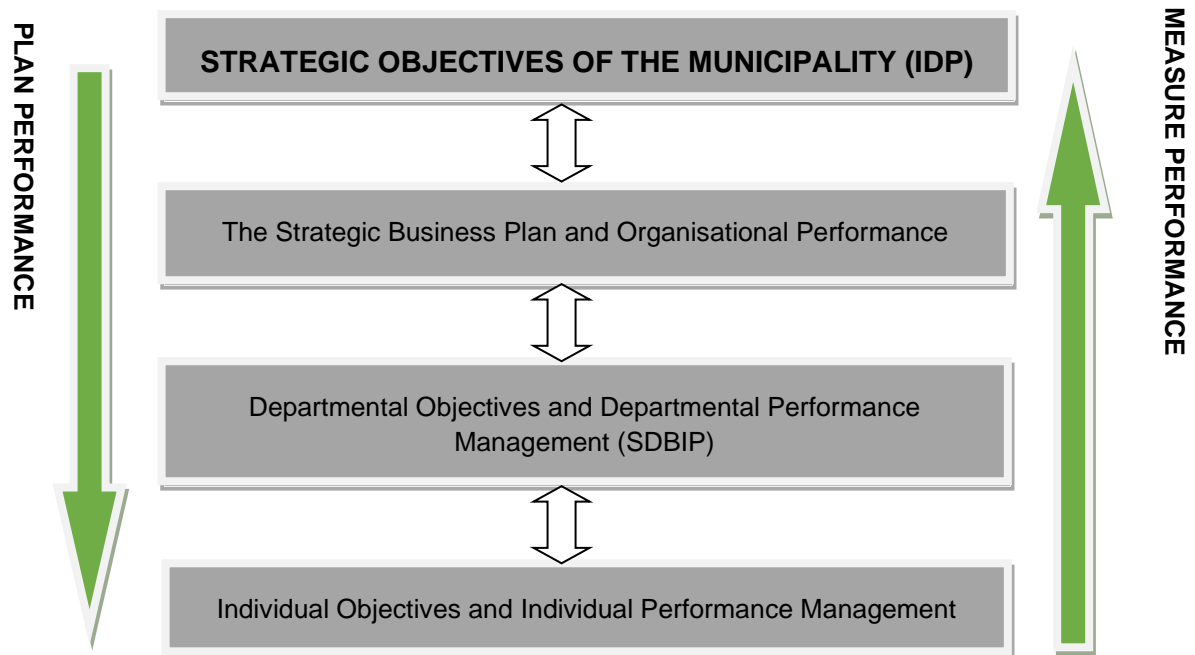 PLAN PERFORMANCE
STRATEGIC OBJECTIVES OF THE MUNICIPALITY (IDP)
The Strategic Business Plan and Organisational Performance
Departmental Objectives and Departmental Performance
Management (SDBIP)
Individual Objectives and Individual Performance Management
MEASURE PERFORMANCE